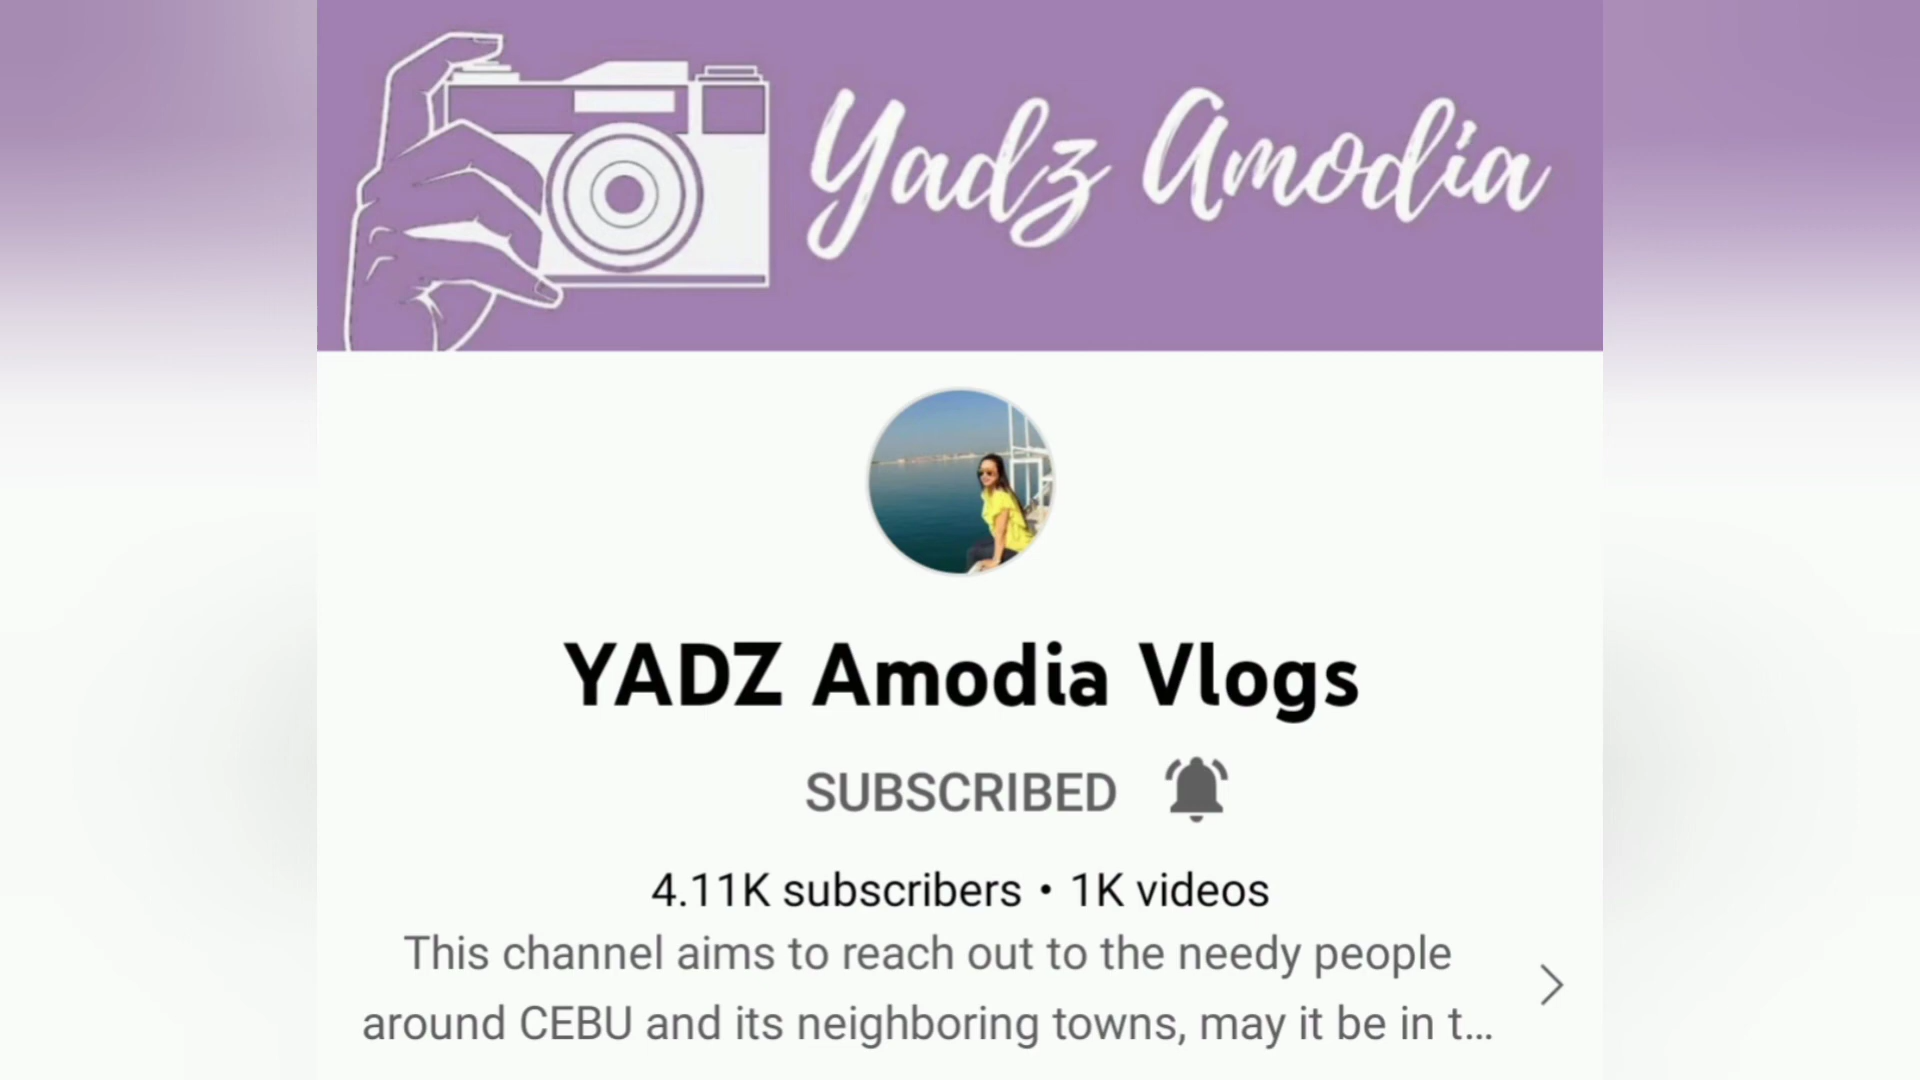 Yadz Amodia
YADZ Amodia Vlogs
SUBSCRIBED
4.11K subscribers • 1K videos
This channel aims to reach out to the needy people
around CEBU and its neighboring towns, may it be in t...